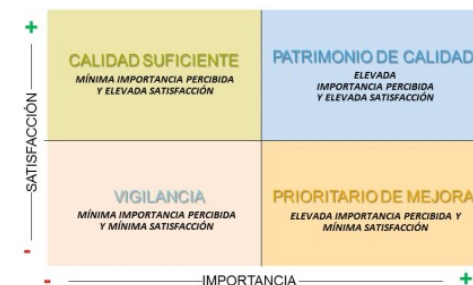 +
CALIDAD SUFICIENTE
MÍNIMA IMPORTANCIA PERCIBIDA
Y ELEVADA SATISFACCIÓN
PATRIMONIO DE CALIDAD
ELEVADA
IMPORTANCIA PERCIBIDA
Y ELEVADA SATISFACCIÓN
SATISFACCIÓN
VIGILANCIA
MÍNIMA IMPORTANCIA PERCIBIDA
Y MÍNIMA SATISFACCIÓN
PRIORITARIO DE MEJORA
ELEVADA IMPORTANCIA PERCIBIDA Y
MÍNIMA SATISFACCIÓN
-
- IMPORTANCIA +